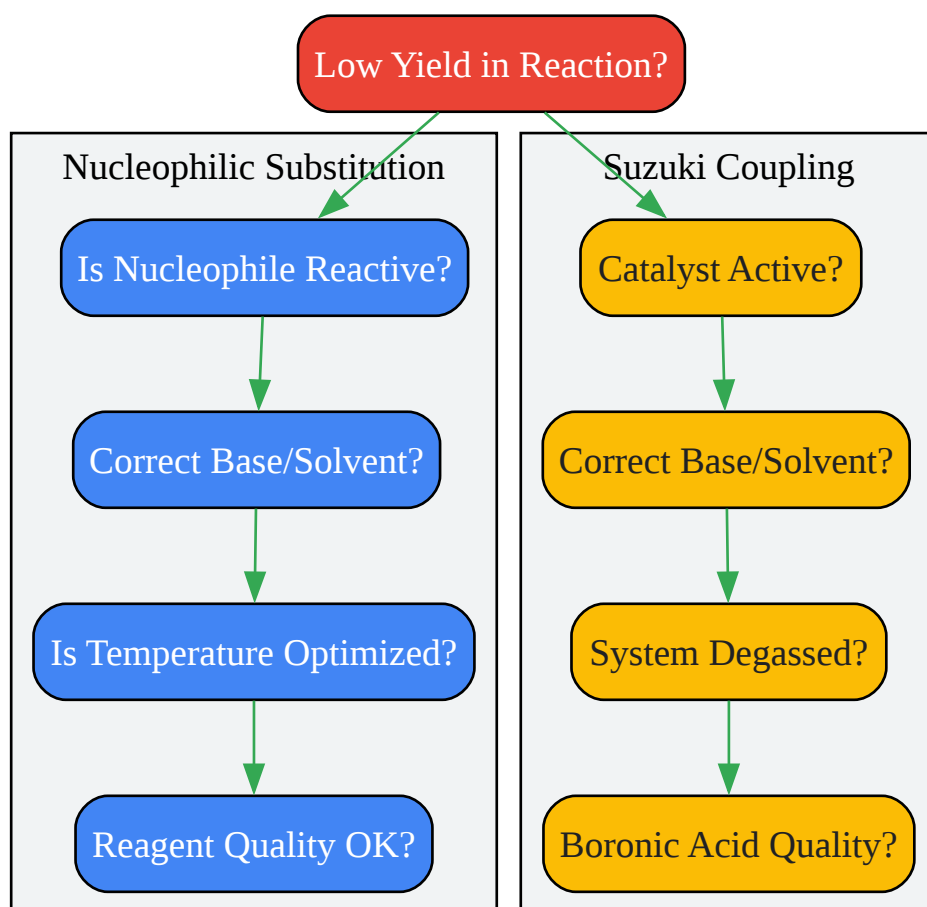 Low Yield in Reaction?
Nucleophilic Substitution
Is Nucleophile Reactive?
Correct Base/Solvent?
Is Temperature Optimized?
Reagent Quality OK?
Suzuki Coupling
Catalyst Active?
Correct Base/Solvent?
System Degassed?
Boronic Acid Quality?